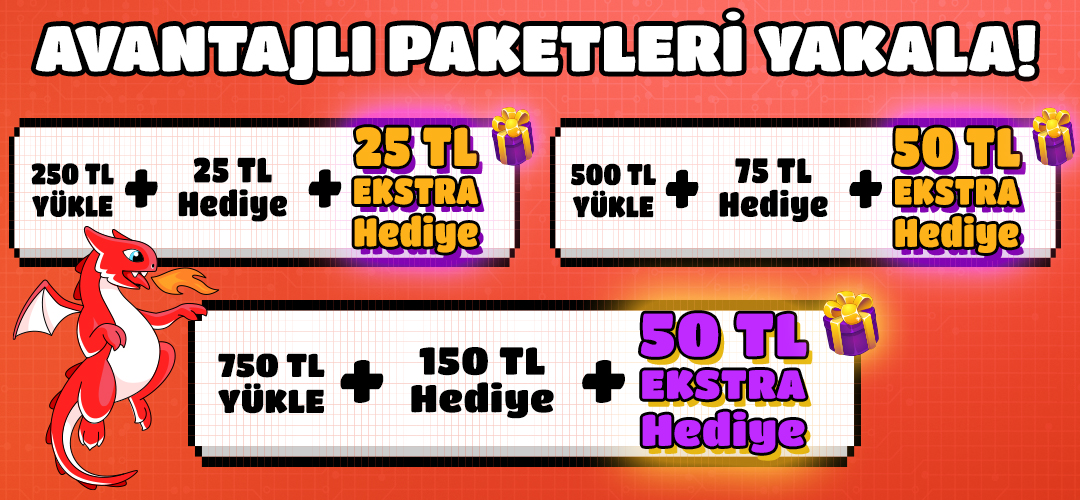 AVANTAJLI PAKETLERİ YAKALA!
250 TL
YÜKLE
+
25 TL
Hediye
+
25 TL
EKSTRA
Hediye
500 TL
YÜKLE
+
75 TL
Hediye
+
50 TL
EKSTRA
Hediye
750 TL
YÜKLE
+
150 TL
Hediye
+
50 TL
EKSTRA
Hediye